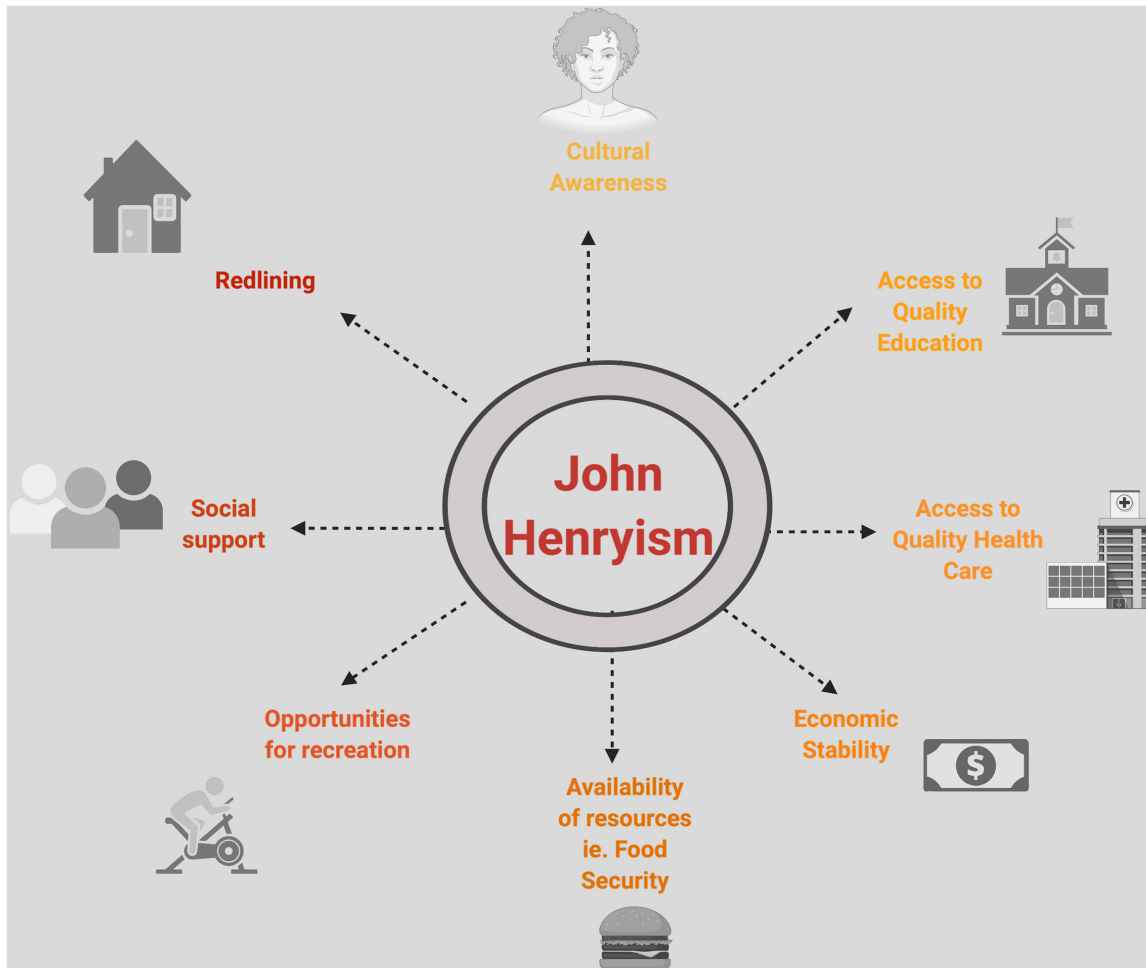 Cultural
Awareness
Redlining
Access to
Quality
Education
John
Henryism
Social
support
Access to
Quality Health
Care
Opportunities
for recreation
Economic
Stability
Availability
of resources
ie. Food
Security
$